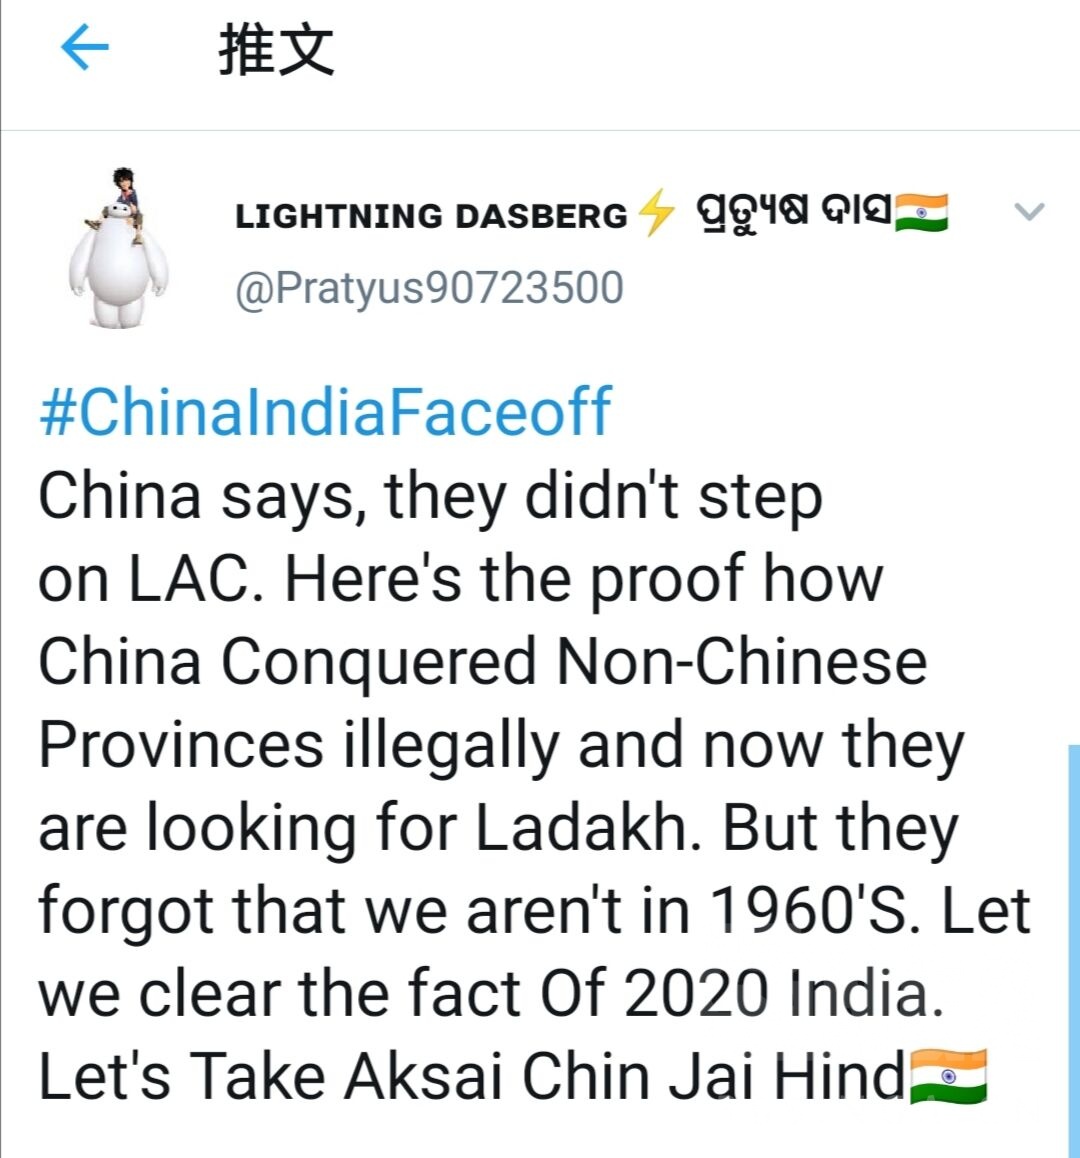 推文
LIGHTNING DASBERG⚡ ପ୍ରତ୍ୟୁଷ ଦାସ🇮🇳
@Pratyus90723500
#ChinaIndiaFaceoff
China says, they didn't step
on LAC. Here's the proof how
China Conquered Non-Chinese
Provinces illegally and now they
are looking for Ladakh. But they
forgot that we aren't in 1960'S. Let
we clear the fact Of 2020 India.
Let's Take Aksai Chin Jai Hind🇮🇳